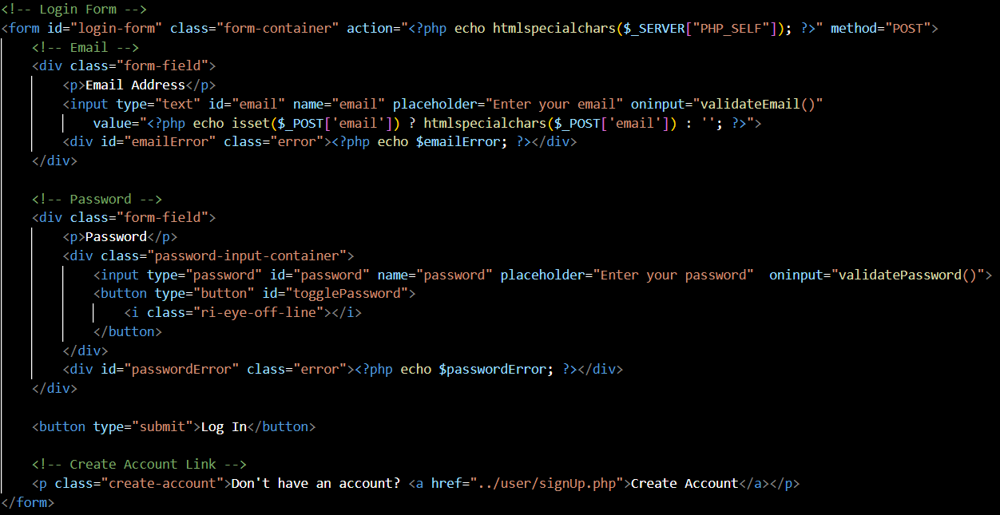 <!-- Login Form -->
<form id="login-form" class="form-container" action="<?php echo htmlspecialchars($_SERVER["PHP_SELF"]); ?>" method="POST">
    <!-- Email -->
    <div class="form-field">
        <p>Email Address</p>
        <input type="text" id="email" name="email" placeholder="Enter your email" oninput="validateEmail()"
            value="<?php echo isset($_POST['email']) ? htmlspecialchars($_POST['email']) : ''; ?>">
        <div id="emailError" class="error"><?php echo $emailError; ?></div>
    </div>

    <!-- Password -->
    <div class="form-field">
        <p>Password</p>
        <div class="password-input-container">
            <input type="password" id="password" name="password" placeholder="Enter your password"  oninput="validatePassword()">
            <button type="button" id="togglePassword">
                <i class="ri-eye-off-line"></i>
            </button>
        </div>
        <div id="passwordError" class="error"><?php echo $passwordError; ?></div>
    </div>

    <button type="submit">Log In</button>

    <!-- Create Account Link -->
    <p class="create-account">Don't have an account? <a href="../user/signUp.php">Create Account</a></p>
</form>